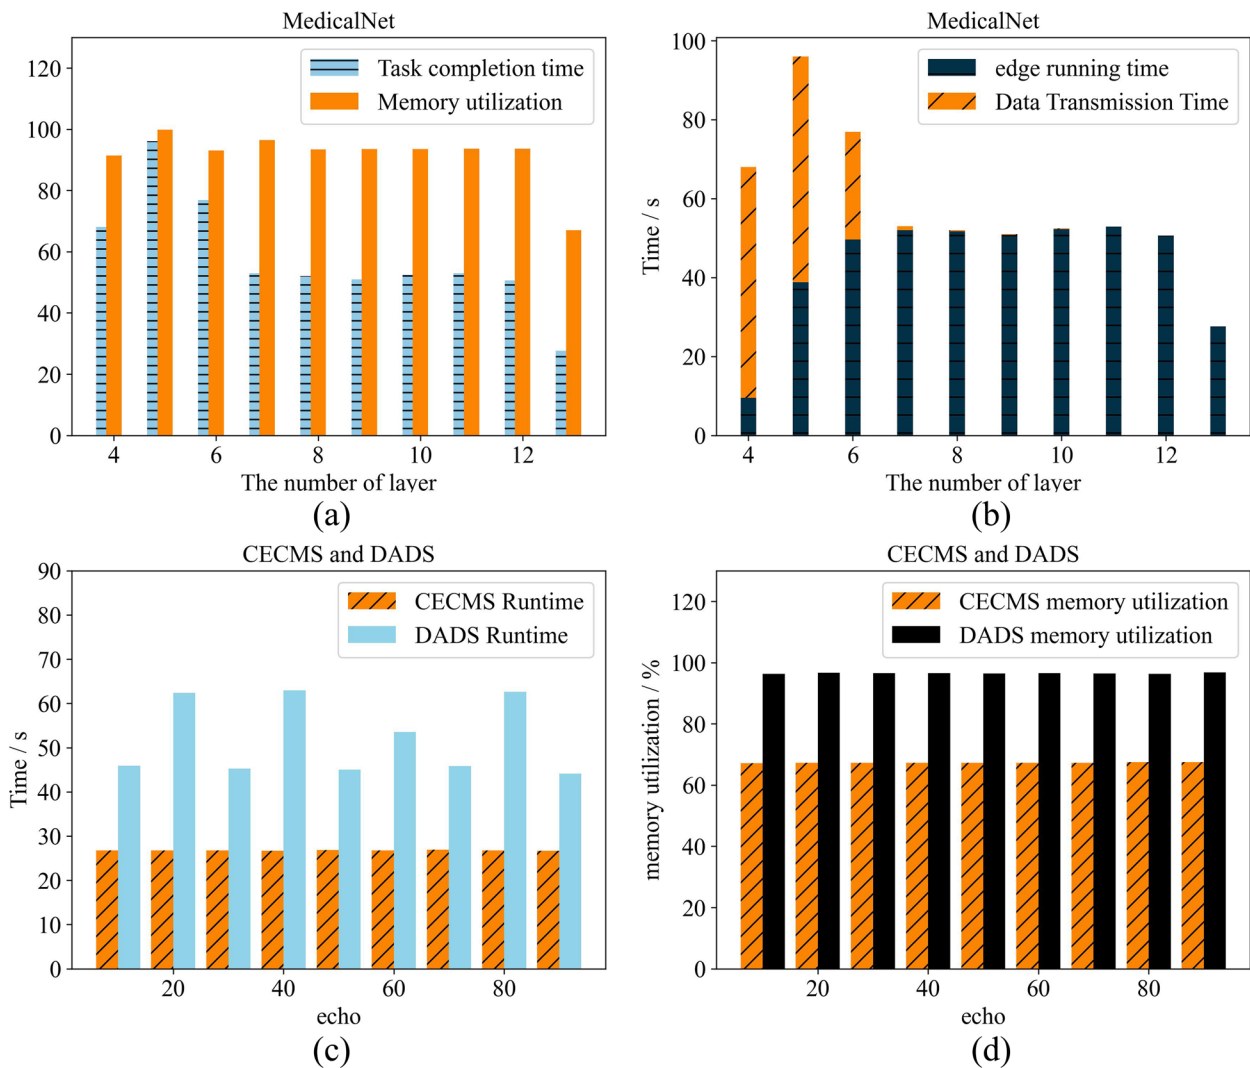 MedicalNet
Task completion time
Memory utilization
120
100
80
60
40
20
0
4 6 8 10 12
The number of layer
(a)
MedicalNet
edge running time
Data Transmission Time
Time / s
100
80
60
40
20
0
4 6 8 10 12
The number of layer
(b)
CECMS and DADS
CECMS Runtime
DADS Runtime
Time / s
90
80
70
60
50
40
30
20
10
0
20 40 60 80
echo
(c)
CECMS and DADS
CECMS memory utilization
DADS memory utilization
memory utilization / %
120
100
80
60
40
20
0
20 40 60 80
echo
(d)